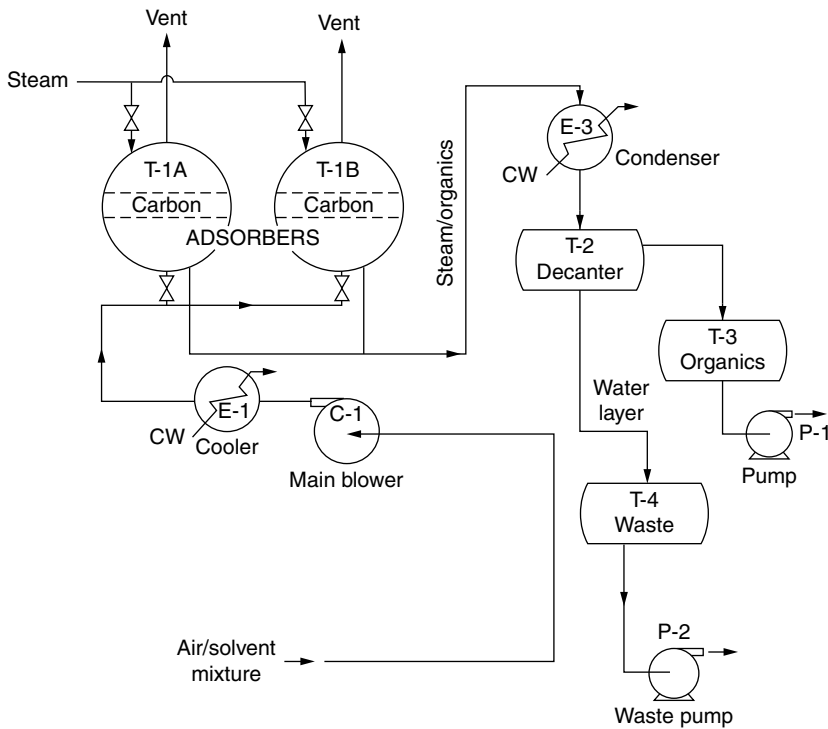 Vent
Vent
Steam
T-1A
Carbon
T-1B
Carbon
ADSORBERS
Steam/organics
E-3
CW
Condenser
T-2
Decanter
T-3
Organics
P-1
Pump
Water
layer
E-1
CW
Cooler
C-1
Main blower
T-4
Waste
Air/solvent
mixture
P-2
Waste pump